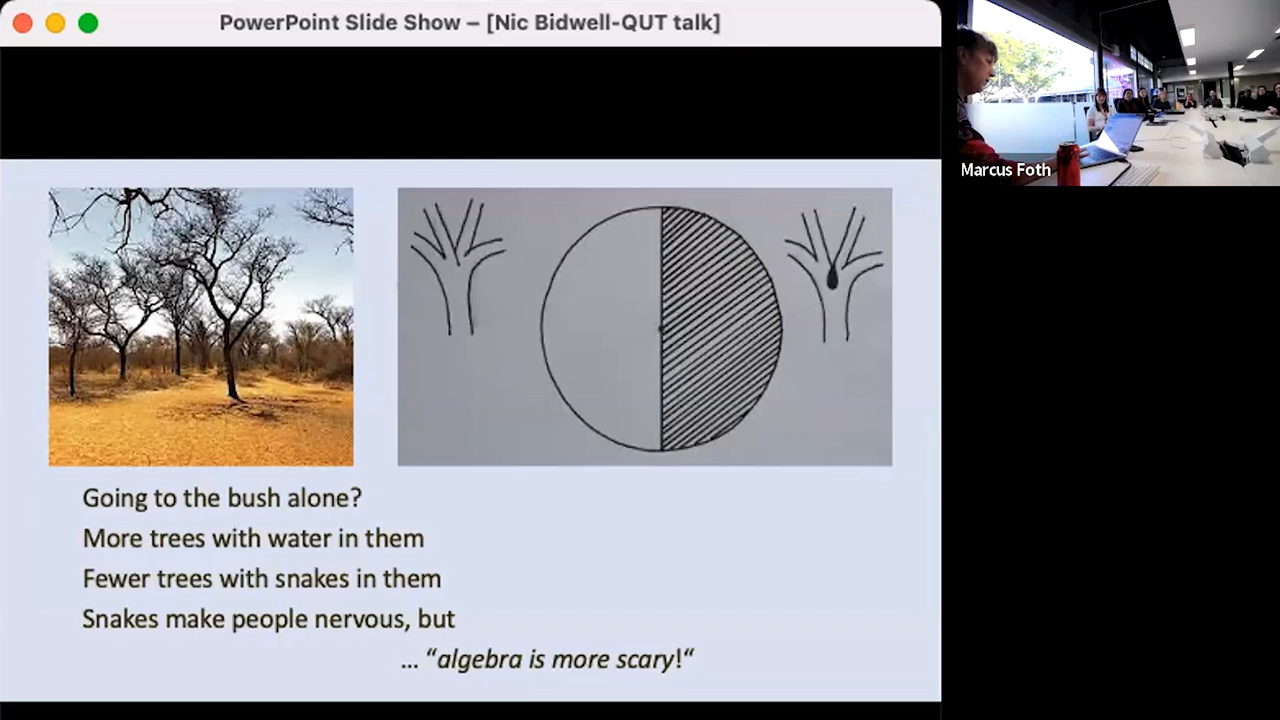 PowerPoint Slide Show – [Nic Bidwell-QUT talk]
Marcus Foth
Going to the bush alone?
More trees with water in them
Fewer trees with snakes in them
Snakes make people nervous, but
... “algebra is more scary!“